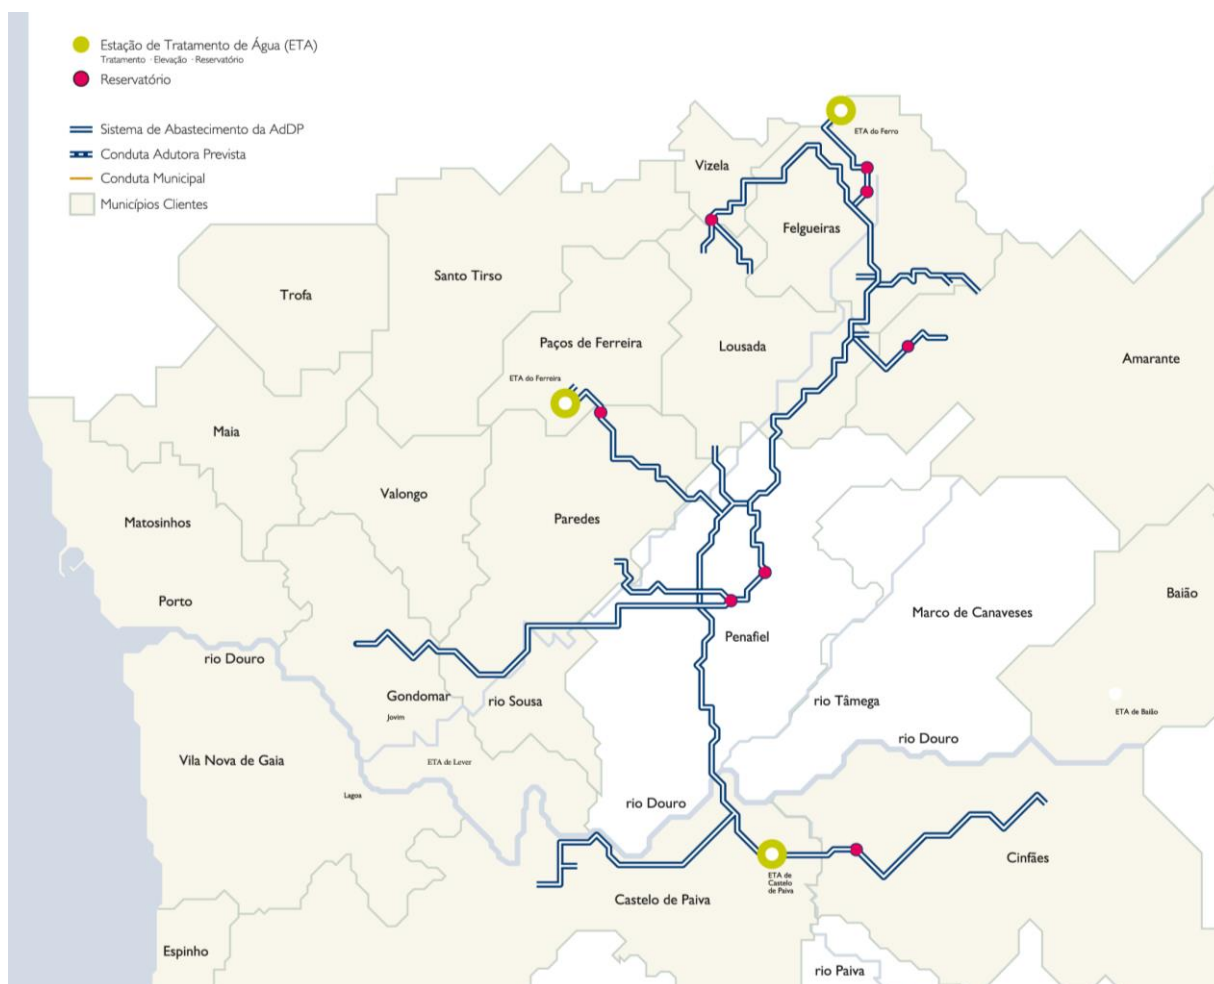 Estação de Tratamento de Água (ETA)
Tratamento · Elevação · Reservatório
Reservatório
Sistema de Abastecimento da AdDP
Conduta Adutora Prevista
Conduta Municipal
Municípios Clientes
ETA do Ferro
Vizela
Felgueiras
Santo Tirso
Trofa
Paços de Ferreira
Lousada
Amarante
ETA do Ferreira
Maia
Valongo
Paredes
Matosinhos
Porto
Baião
Marco de Canaveses
Penafiel
rio Douro
Gondomar
rio Sousa
rio Tâmega
Jovim
ETA de Baião
rio Douro
Vila Nova de Gaia
ETA de Lever
Lagoa
rio Douro
Cinfães
ETA de
Castelo
de Paiva
Castelo de Paiva
Espinho
rio Paiva